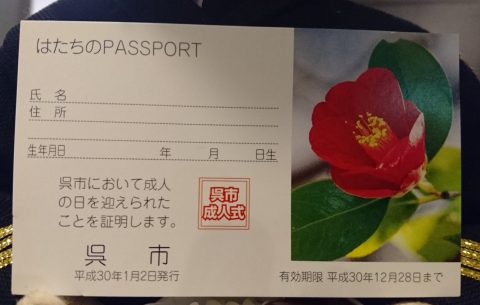 はたちのPASSPORT
氏名
住所
生年月日 年 月 日生
呉市において成人
の日を迎えられた
ことを証明します。
呉市
成人式
呉 市
平成30年1月2日発行
有効期限 平成30年12月28日まで